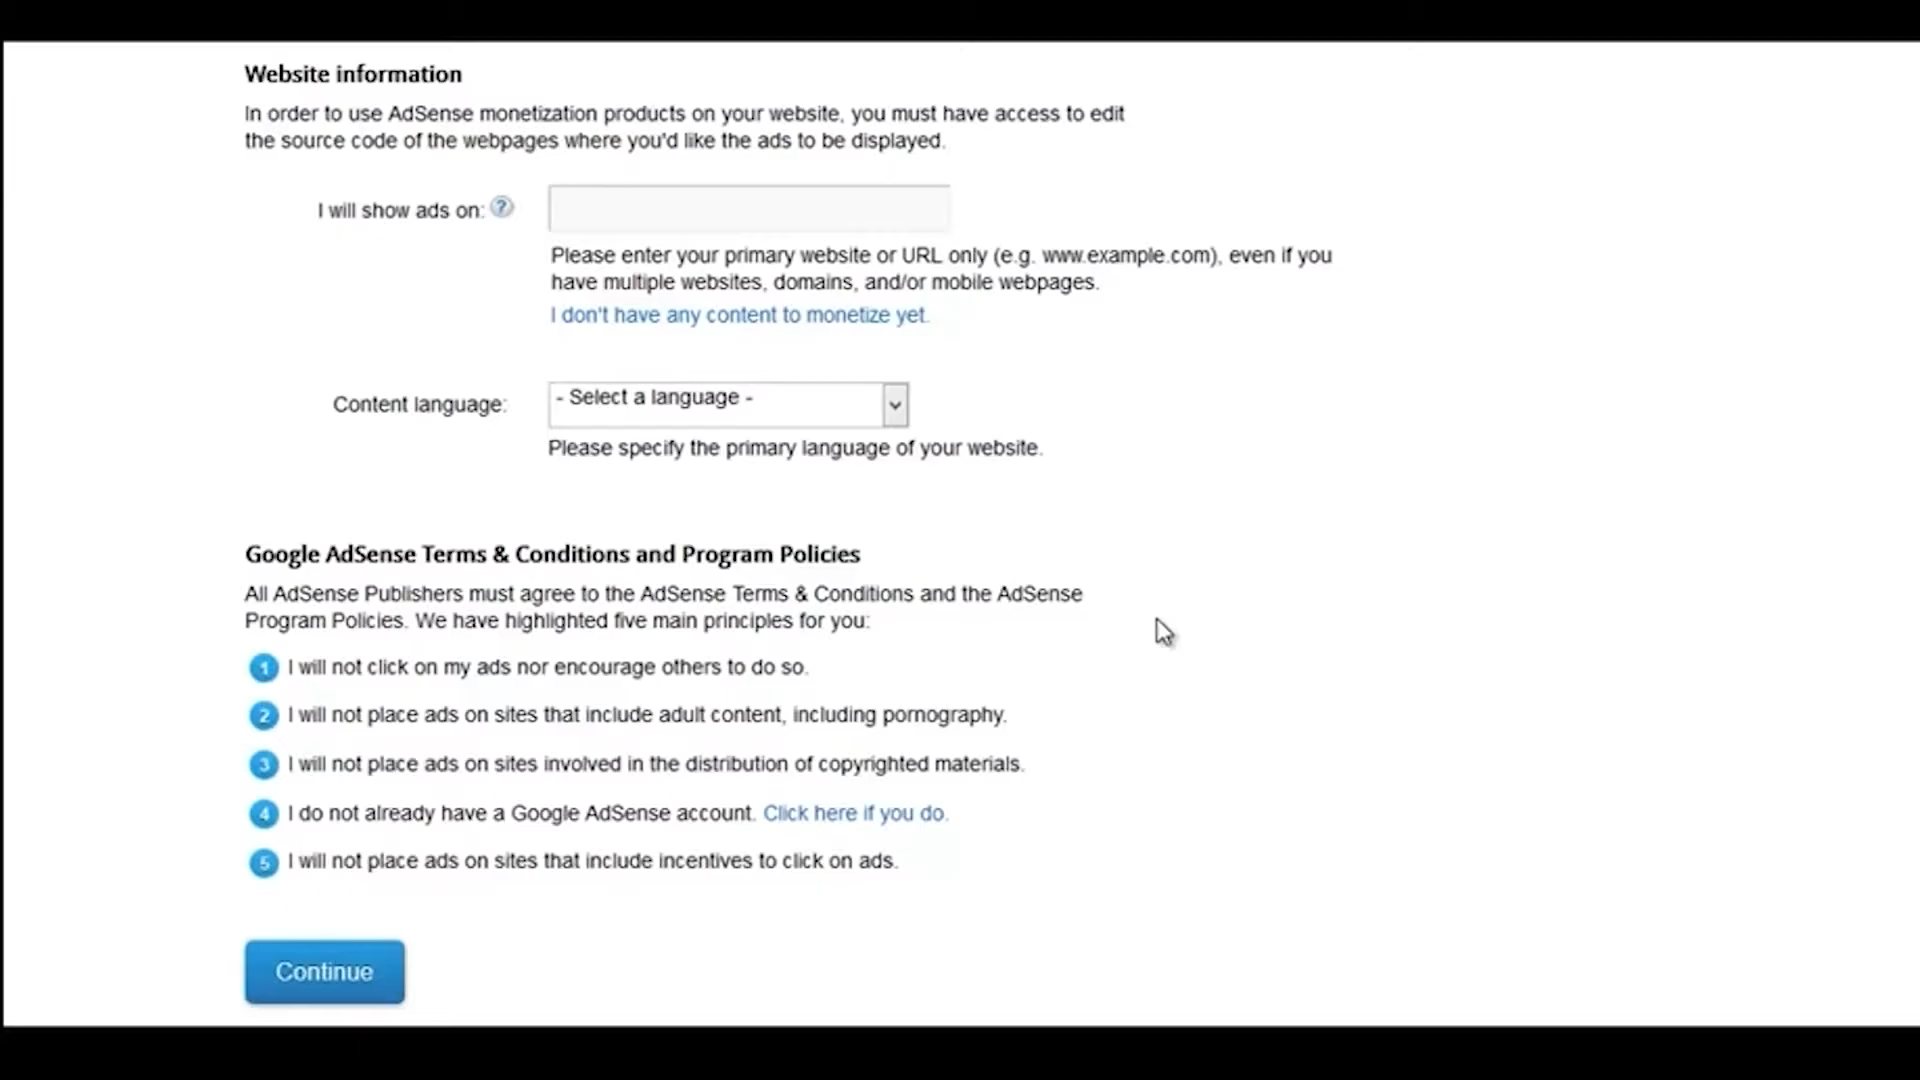 Website information
In order to use AdSense monetization products on your website, you must have access to edit
the source code of the webpages where you'd like the ads to be displayed.
I will show ads on: ?
Please enter your primary website or URL only (e.g. www.example.com), even if you
have multiple websites, domains, and/or mobile webpages.
I don't have any content to monetize yet.
Content language: - Select a language -
Please specify the primary language of your website.
Google AdSense Terms & Conditions and Program Policies
All AdSense Publishers must agree to the AdSense Terms & Conditions and the AdSense
Program Policies. We have highlighted five main principles for you:
1 I will not click on my ads nor encourage others to do so.
2 I will not place ads on sites that include adult content, including pornography.
3 I will not place ads on sites involved in the distribution of copyrighted materials.
4 I do not already have a Google AdSense account. Click here if you do.
5 I will not place ads on sites that include incentives to click on ads.
Continue